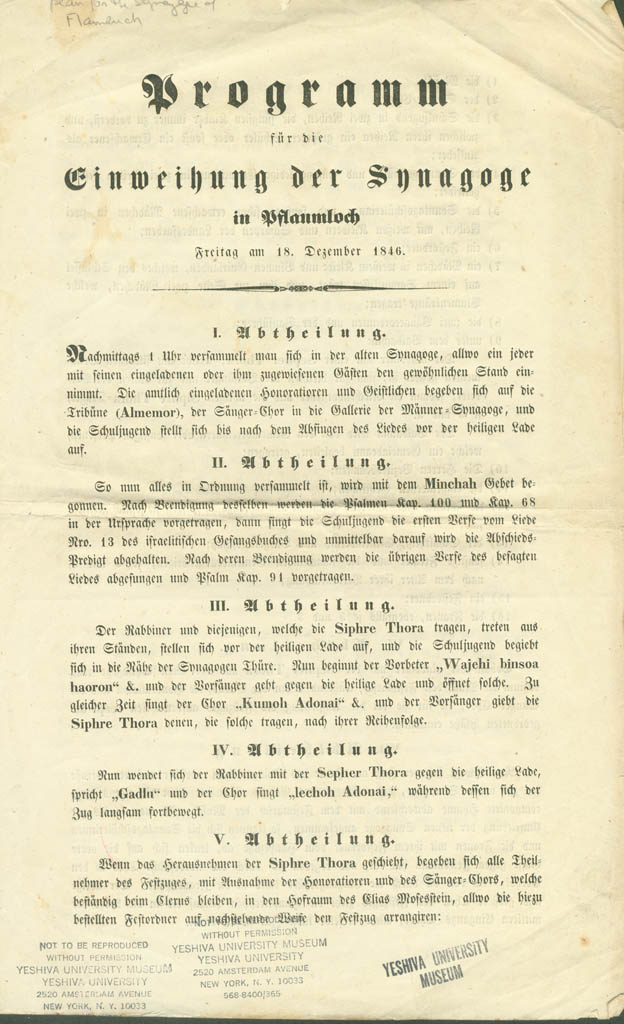 Plan for the Synagogue of
Flamluch
Programm
für die
Einweihung der Synagoge
in Pflaumloch
Freitag am 18. Dezember 1846.
I. Abtheilung.
Nachmittags 1 Uhr versammelt man sich in der alten Synagoge, allwo ein jeder
mit seinen eingeladenen oder ihm zugewiesenen Gästen den gewöhnlichen Stand ein-
nimmt. Die amtlich eingeladenen Honoratioren und Geistlichen begeben sich auf die
Tribüne (Almemor), der Sänger-Chor in die Gallerie der Männer-Synagoge, und
die Schuljugend stellt sich bis nach dem Absingen des Liedes vor der heiligen Lade
auf.
II. Abtheilung.
So nun alles in Ordnung versammelt ist, wird mit dem Minchah Gebet be-
gonnen. Nach Beendigung desselben werden die Psalmen Kap. 100 und Kap. 68
in der Ursprache vorgetragen, dann singt die Schuljugend die ersten Verse vom Liede
Nro. 13 des israelitischen Gesangbuches und unmittelbar darauf wird die Abschieds-
Predigt abgehalten. Nach deren Beendigung werden die übrigen Verse des besagten
Liedes abgesungen und Psalm Kap. 91 vorgetragen.
III. Abtheilung.
Der Rabbiner und diejenigen, welche die Siphre Thora tragen, treten aus
ihren Ständen, stellen sich vor der heiligen Lade auf, und die Schuljugend begiebt
sich in die Nähe der Synagogen Thüre. Nun beginnt der Vorbeter „Wajehi binsoa
haoron“ &. und der Vorsänger geht gegen die heilige Lade und öffnet solche. Zu
gleicher Zeit singt der Chor „Kumoh Adonai“ &. und der Vorsänger giebt die
Siphre Thora denen, die solche tragen, nach ihrer Reihenfolge.
IV. Abtheilung.
Nun wendet sich der Rabbiner mit der Sepher Thora gegen die heilige Lade,
spricht „Gadlu“ und der Chor singt „lechoh Adonai,“ während dessen sich der
Zug langsam fortbewegt.
V. Abtheilung.
Wenn das Herausnehmen der Siphre Thora geschieht, begeben sich alle Theil-
nehmer des Festzuges, mit Ausnahme der Honoratioren und des Sänger-Chors, welche
beständig beim Clerus bleiben, in den Hofraum des Elias Mosesstein, allwo die hiezu
bestellten Festordner auf nachstehende Weise den Festzug arrangiren:
NOT TO BE REPRODUCED
WITHOUT PERMISSION
YESHIVA UNIVERSITY MUSEUM
YESHIVA UNIVERSITY
2520 AMSTERDAM AVENUE
NEW YORK, N. Y. 10033
NOT TO BE REPRODUCED
WITHOUT PERMISSION
YESHIVA UNIVERSITY MUSEUM
YESHIVA UNIVERSITY
2520 AMSTERDAM AVENUE
NEW YORK, N. Y. 10033
568-8400/365
YESHIVA UNIVERSITY
MUSEUM